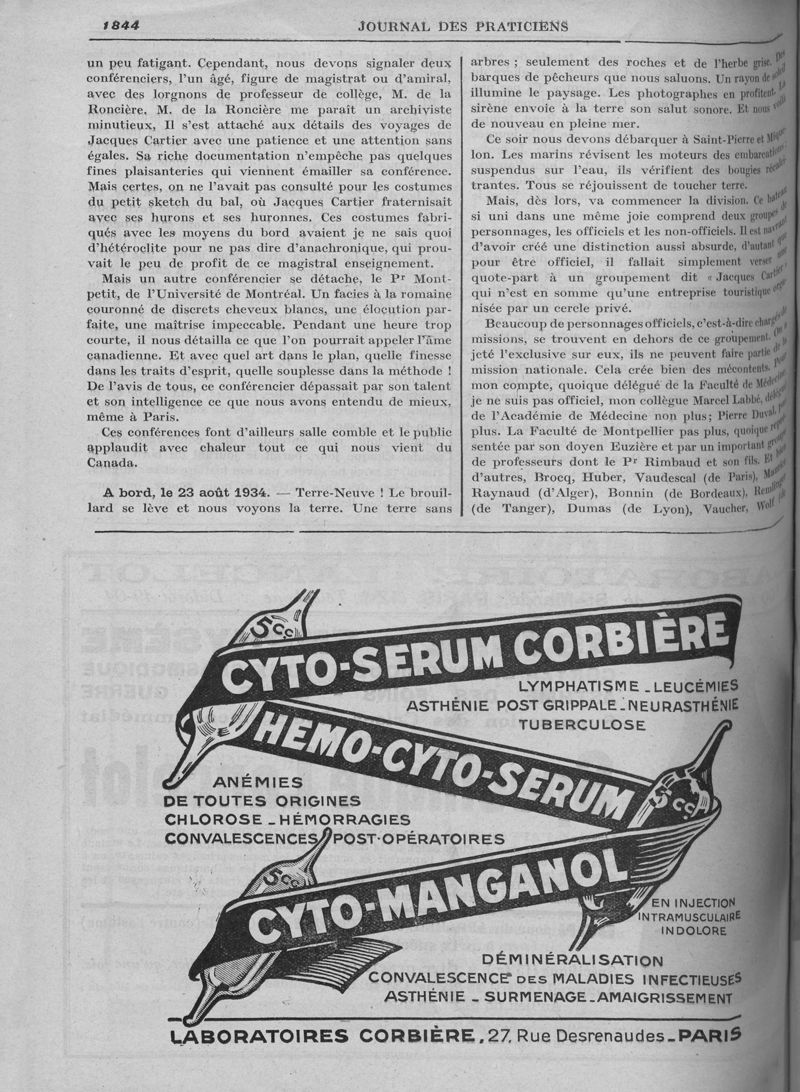 1844
JOURNAL DES PRATICIENS
un peu fatigant. Cependant, nous devons signaler deux
conférenciers, l'un âgé, figure de magistrat ou d'amiral,
avec des lorgnons de professeur de collège, M. de la
Roncière. M. de la Roncière me paraît un archiviste
minutieux, Il s'est attaché aux détails des voyages de
Jacques Cartier avec une patience et une attention sans
égales. Sa riche documentation n'empêche pas quelques
fines plaisanteries qui viennent émailler sa conférence.
Mais certes, on ne l'avait pas consulté pour les costumes
du petit sketch du bal, où Jacques Cartier fraternisait
avec ses hurons et ses huronnes. Ces costumes fabri-
qués avec les moyens du bord avaient je ne sais quoi
d'hétéroclite pour ne pas dire d'anachronique, qui prou-
vait le peu de profit de ce magistral enseignement.
Mais un autre conférencier se détache, le Pr Mont-
petit, de l'Université de Montréal. Un facies à la romaine
couronné de discrets cheveux blancs, une élocution par-
faite, une maîtrise impeccable. Pendant une heure trop
courte, il nous détailla ce que l'on pourrait appeler l'âme
canadienne. Et avec quel art dans le plan, quelle finesse
dans les traits d'esprit, quelle souplesse dans la méthode !
De l'avis de tous, ce conférencier dépassait par son talent
et son intelligence ce que nous avons entendu de mieux,
même à Paris.
Ces conférences font d'ailleurs salle comble et le public
applaudit avec chaleur tout ce qui nous vient du
Canada.
A bord, le 23 août 1934. — Terre-Neuve ! Le brouil-
lard se lève et nous voyons la terre. Une terre sans
arbres ; seulement des roches et de l'herbe grise. Des
barques de pêcheurs que nous saluons. Un rayon de soleil
illumine le paysage. Les photographes en profitent. La
sirène envoie à la terre son salut sonore. Et nous voilà
de nouveau en pleine mer.
Ce soir nous devons débarquer à Saint-Pierre et Mique-
lon. Les marins révisent les moteurs des embarcations
suspendus sur l'eau, ils vérifient des bougies récalci-
trantes. Tous se réjouissent de toucher terre.
Mais, dès lors, va commencer la division. Ce bateau
si uni dans une même joie comprend deux groupes de
personnages, les officiels et les non-officiels. Il est navrant
d'avoir créé une distinction aussi absurde, d'autant que
pour être officiel, il fallait simplement verser une
quote-part à un groupement dit « Jacques Cartier,
qui n'est en somme qu'une entreprise touristique orga-
nisée par un cercle privé.
Beaucoup de personnages officiels, c'est-à-dire chargés de
missions, se trouvent en dehors de ce groupement.
jeté l'exclusive sur eux, ils ne peuvent faire partie de
mission nationale. Cela crée bien des mécontents.
mon compte, quoique délégué de la Faculté de Médecine
je ne suis pas officiel, mon collègue Marcel Labbé, délégué
de l'Académie de Médecine non plus; Pierre Duval,
plus. La Faculté de Montpellier pas plus, quoique repré-
sentée par son doyen Euzière et par un important groupe
de professeurs dont le Pr Rimbaud et son fils. Et
d'autres, Brocq, Huber, Vaudescal (de Paris),
Raynaud (d'Alger), Bonnin (de Bordeaux),
(de Tanger), Dumas (de Lyon), Vaucher, Wolf
5cc
CYTO-SERUM CORBIÈRE
LYMPHATISME _ LEUCÉMIES
ASTHÉNIE POST GRIPPALE _ NEURASTHÉNIE
TUBERCULOSE
HÉMO-CYTO-SERUM
5cc
ANÉMIES
DE TOUTES ORIGINES
CHLOROSE _ HÉMORRAGIES
CONVALESCENCES POST-OPÉRATOIRES
5cc
CYTO-MANGANOL
EN INJECTION
INTRAMUSCULAIRE
INDOLORE
DÉMINÉRALISATION
CONVALESCENCE DES MALADIES INFECTIEUSES
ASTHÉNIE _ SURMENAGE _ AMAIGRISSEMENT
LABORATOIRES CORBIÈRE, 27, Rue Desrenaudes _ PARIS